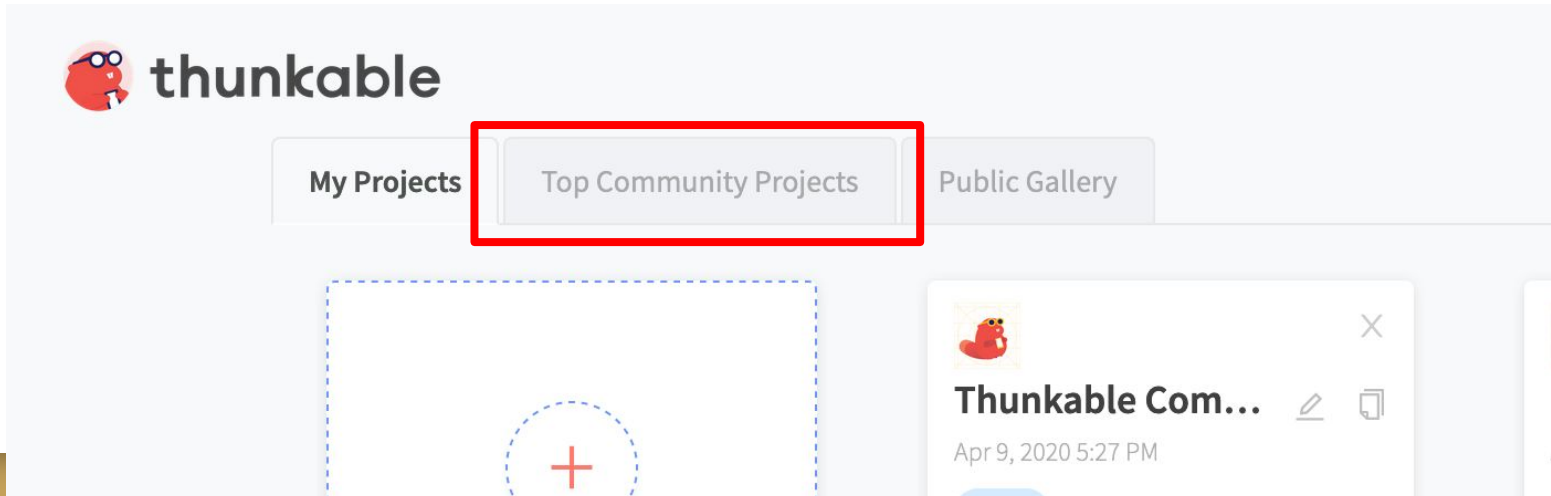 thunkable
My Projects
Top Community Projects
Public Gallery
Thunkable Com...
Apr 9, 2020 5:27 PM